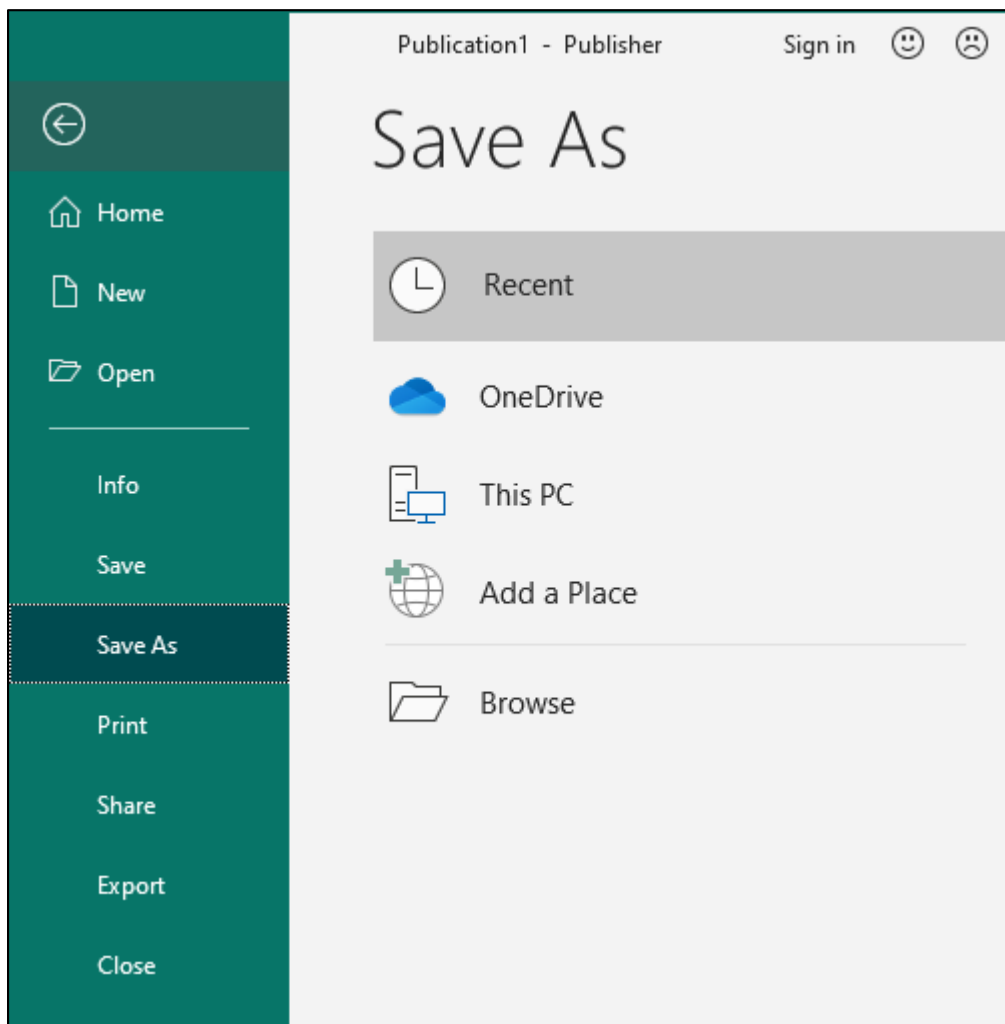 Publication1 - Publisher
Sign in
Save As
Home
New
Open
Info
Save
Save As
Print
Share
Export
Close
Recent
OneDrive
This PC
Add a Place
Browse